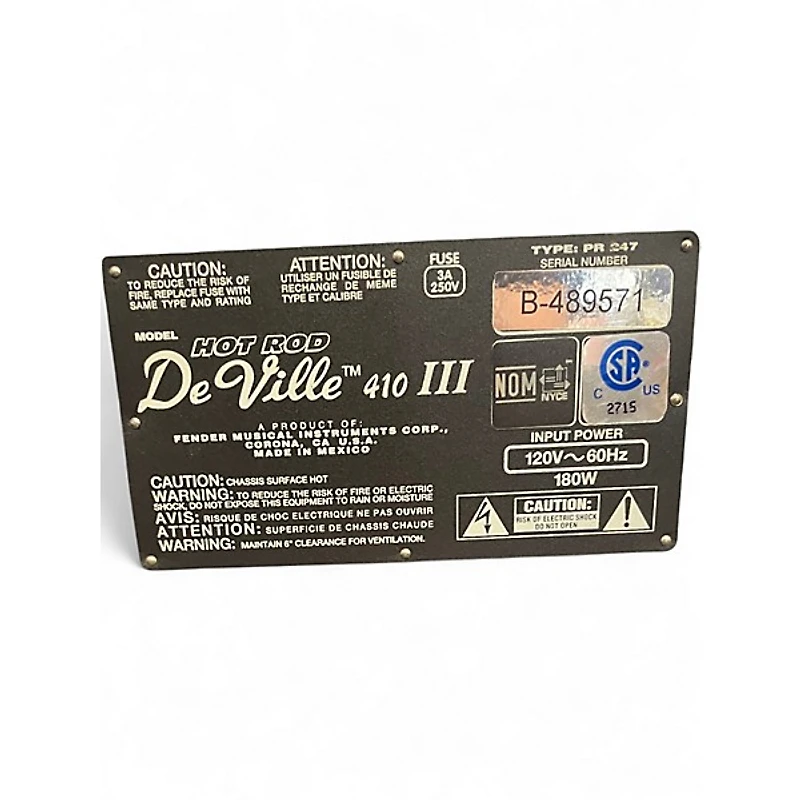 CAUTION:
TO REDUCE THE RISK OF
FIRE, REPLACE FUSE WITH
SAME TYPE AND RATING
ATTENTION:
UTILISER UN FUSIBLE DE
RECHANGE DE MEME
TYPE ET CALIBRE
FUSE
3A
250V
TYPE: PR 247
SERIAL NUMBER
B-489571
MODEL
HOT ROD
De Ville™ 410 III
NOM
NYCE
CSA®
C US
2715
A PRODUCT OF:
FENDER MUSICAL INSTRUMENTS CORP.,
CORONA, CA U.S.A.
MADE IN MEXICO
INPUT POWER
120V~60Hz
180W
CAUTION: CHASSIS SURFACE HOT
WARNING: TO REDUCE THE RISK OF FIRE OR ELECTRIC
SHOCK, DO NOT EXPOSE THIS EQUIPMENT TO RAIN OR MOISTURE
AVIS: RISQUE DE CHOC ELECTRIQUE NE PAS OUVRIR
ATTENTION: SUPERFICIE DE CHASSIS CHAUDE
WARNING: MAINTAIN 6" CLEARANCE FOR VENTILATION.
CAUTION:
RISK OF ELECTRIC SHOCK
DO NOT OPEN